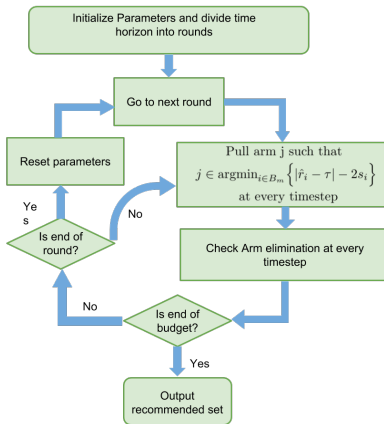 Initialize Parameters and divide time
horizon into rounds
Go to next round
Reset parameters
Pull arm j such that
j ∈ argmin_{i∈B_m} {|r̂_i − τ| − 2s_i}
at every timestep
Ye
s
No
Is end of
round?
Check Arm elimination at every
timestep
No
Is end of
budget?
Yes
Output
recommended set